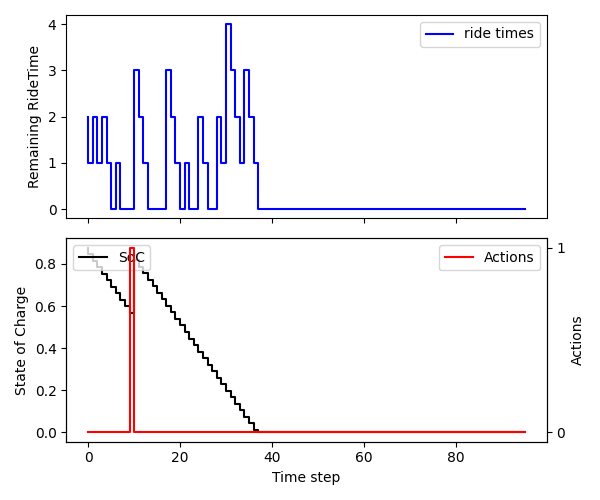 4
3
2
1
0
Remaining RideTime
ride times
0.8
0.6
0.4
0.2
0.0
State of Charge
SoC
Actions
1
0
Actions
0 20 40 60 80
Time step